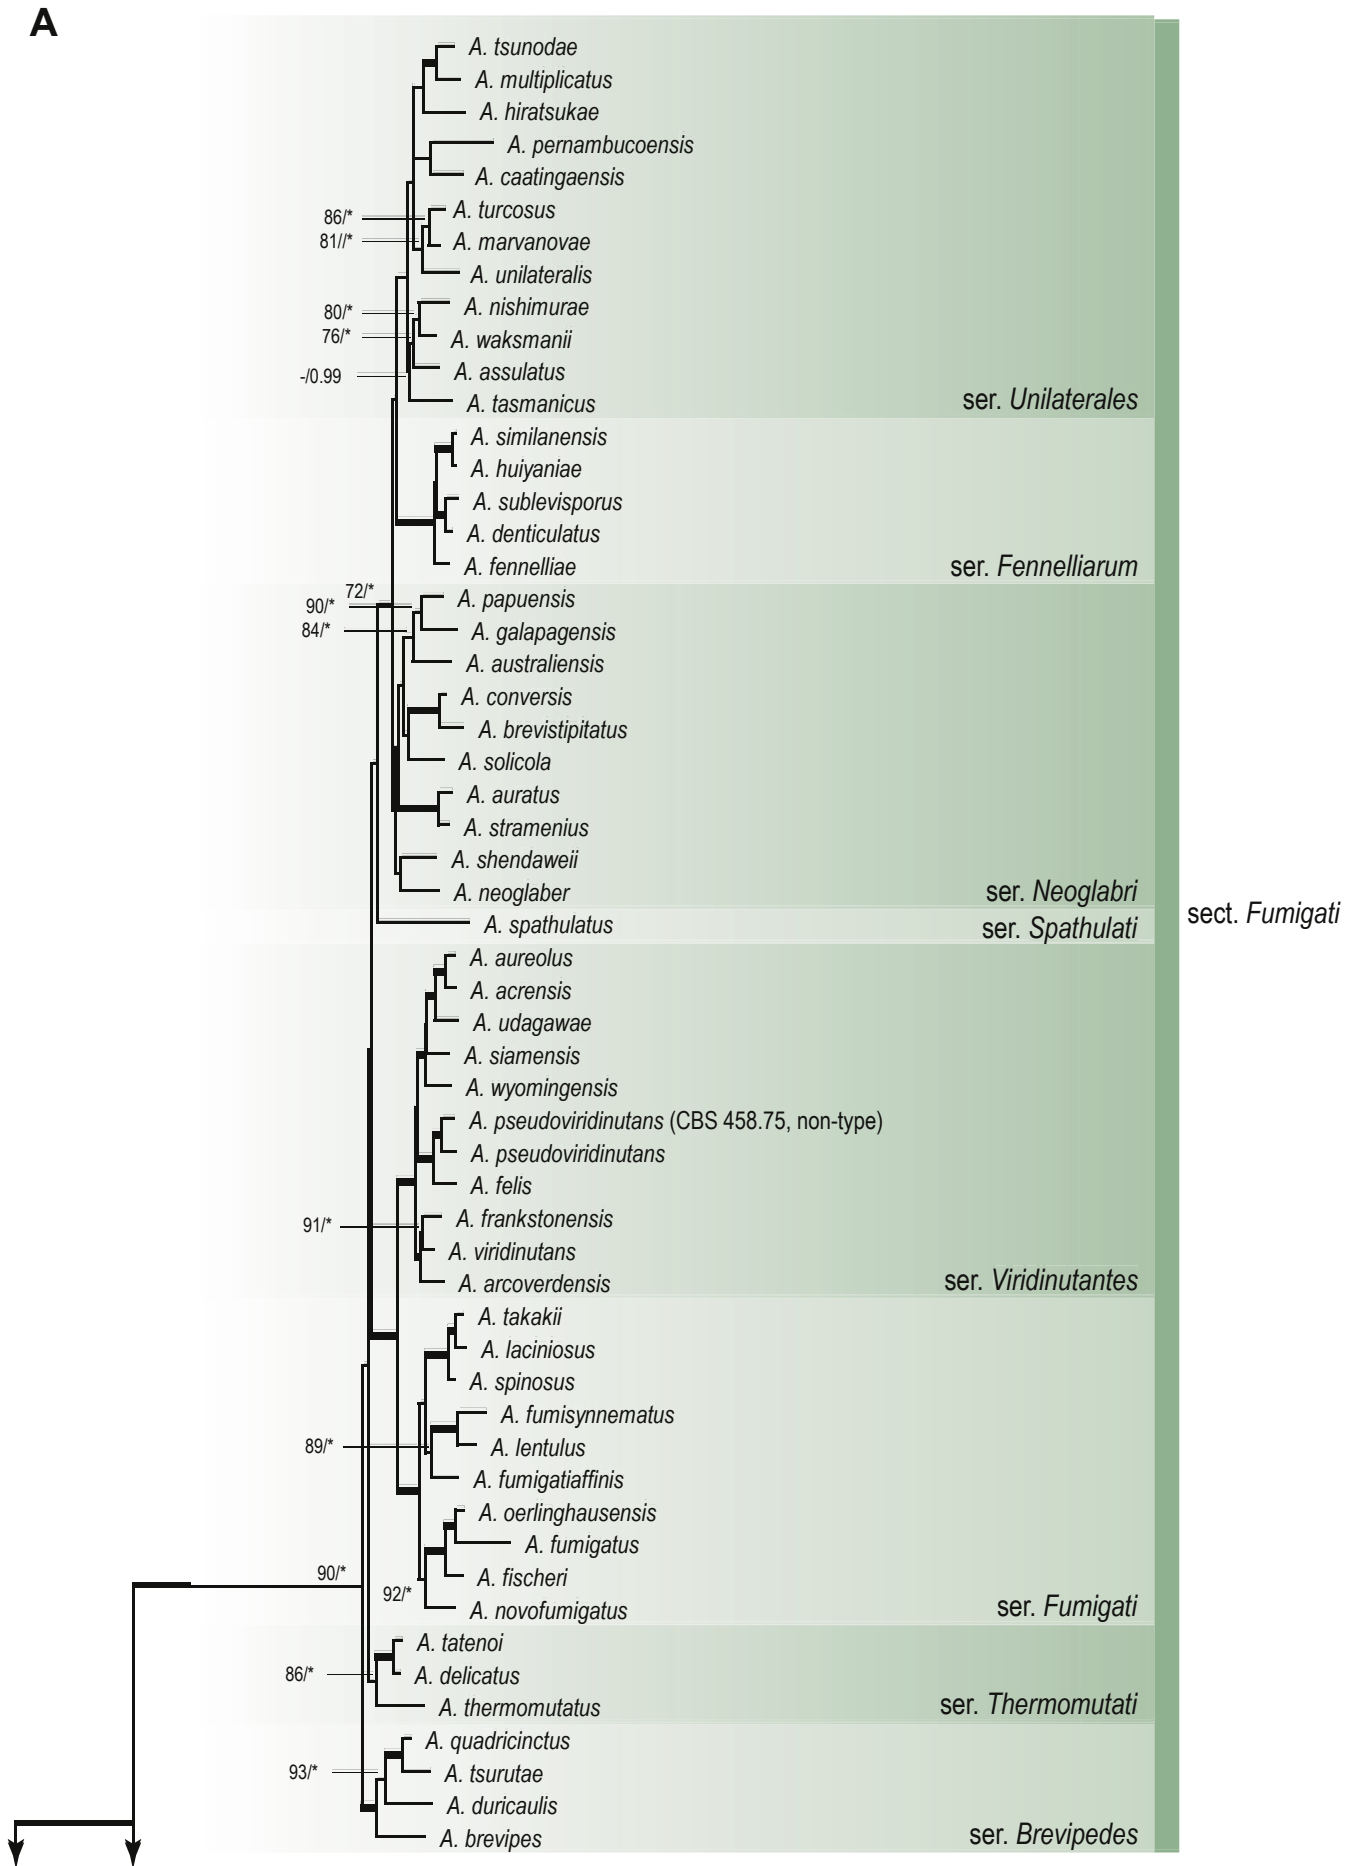 A
A. tsunodae
A. multiplicatus
A. hiratsukae
A. pernambucoensis
A. caatingaensis
86/* A. turcosus
81//* A. marvanovae
A. unilateralis
80/* A. nishimurae
76/* A. waksmanii
-/0.99 A. assulatus
A. tasmanicus ser. Unilaterales
A. similanensis
A. huiyaniae
A. sublevisporus
A. denticulatus
A. fennelliae ser. Fennelliarum
72/*
90/* A. papuensis
84/* A. galapagensis
A. australiensis
A. conversis
A. brevistipitatus
A. solicola
A. auratus
A. stramenius
A. shendaweii
A. neoglaber ser. Neoglabri
sect. Fumigati
A. spathulatus ser. Spathulati
A. aureolus
A. acrensis
A. udagawae
A. siamensis
A. wyomingensis
A. pseudoviridinutans (CBS 458.75, non-type)
A. pseudoviridinutans
A. felis
91/* A. frankstonensis
A. viridinutans
A. arcoverdensis ser. Viridinutantes
A. takakii
A. laciniosus
A. spinosus
A. fumisynnematus
89/* A. lentulus
A. fumigatiaffinis
A. oerlinghausensis
A. fumigatus
90/* A. fischeri
92/* A. novofumigatus ser. Fumigati
A. tatenoi
86/* A. delicatus
A. thermomutatus ser. Thermomutati
A. quadricinctus
93/* A. tsurutae
A. duricaulis
A. brevipes ser. Brevipedes